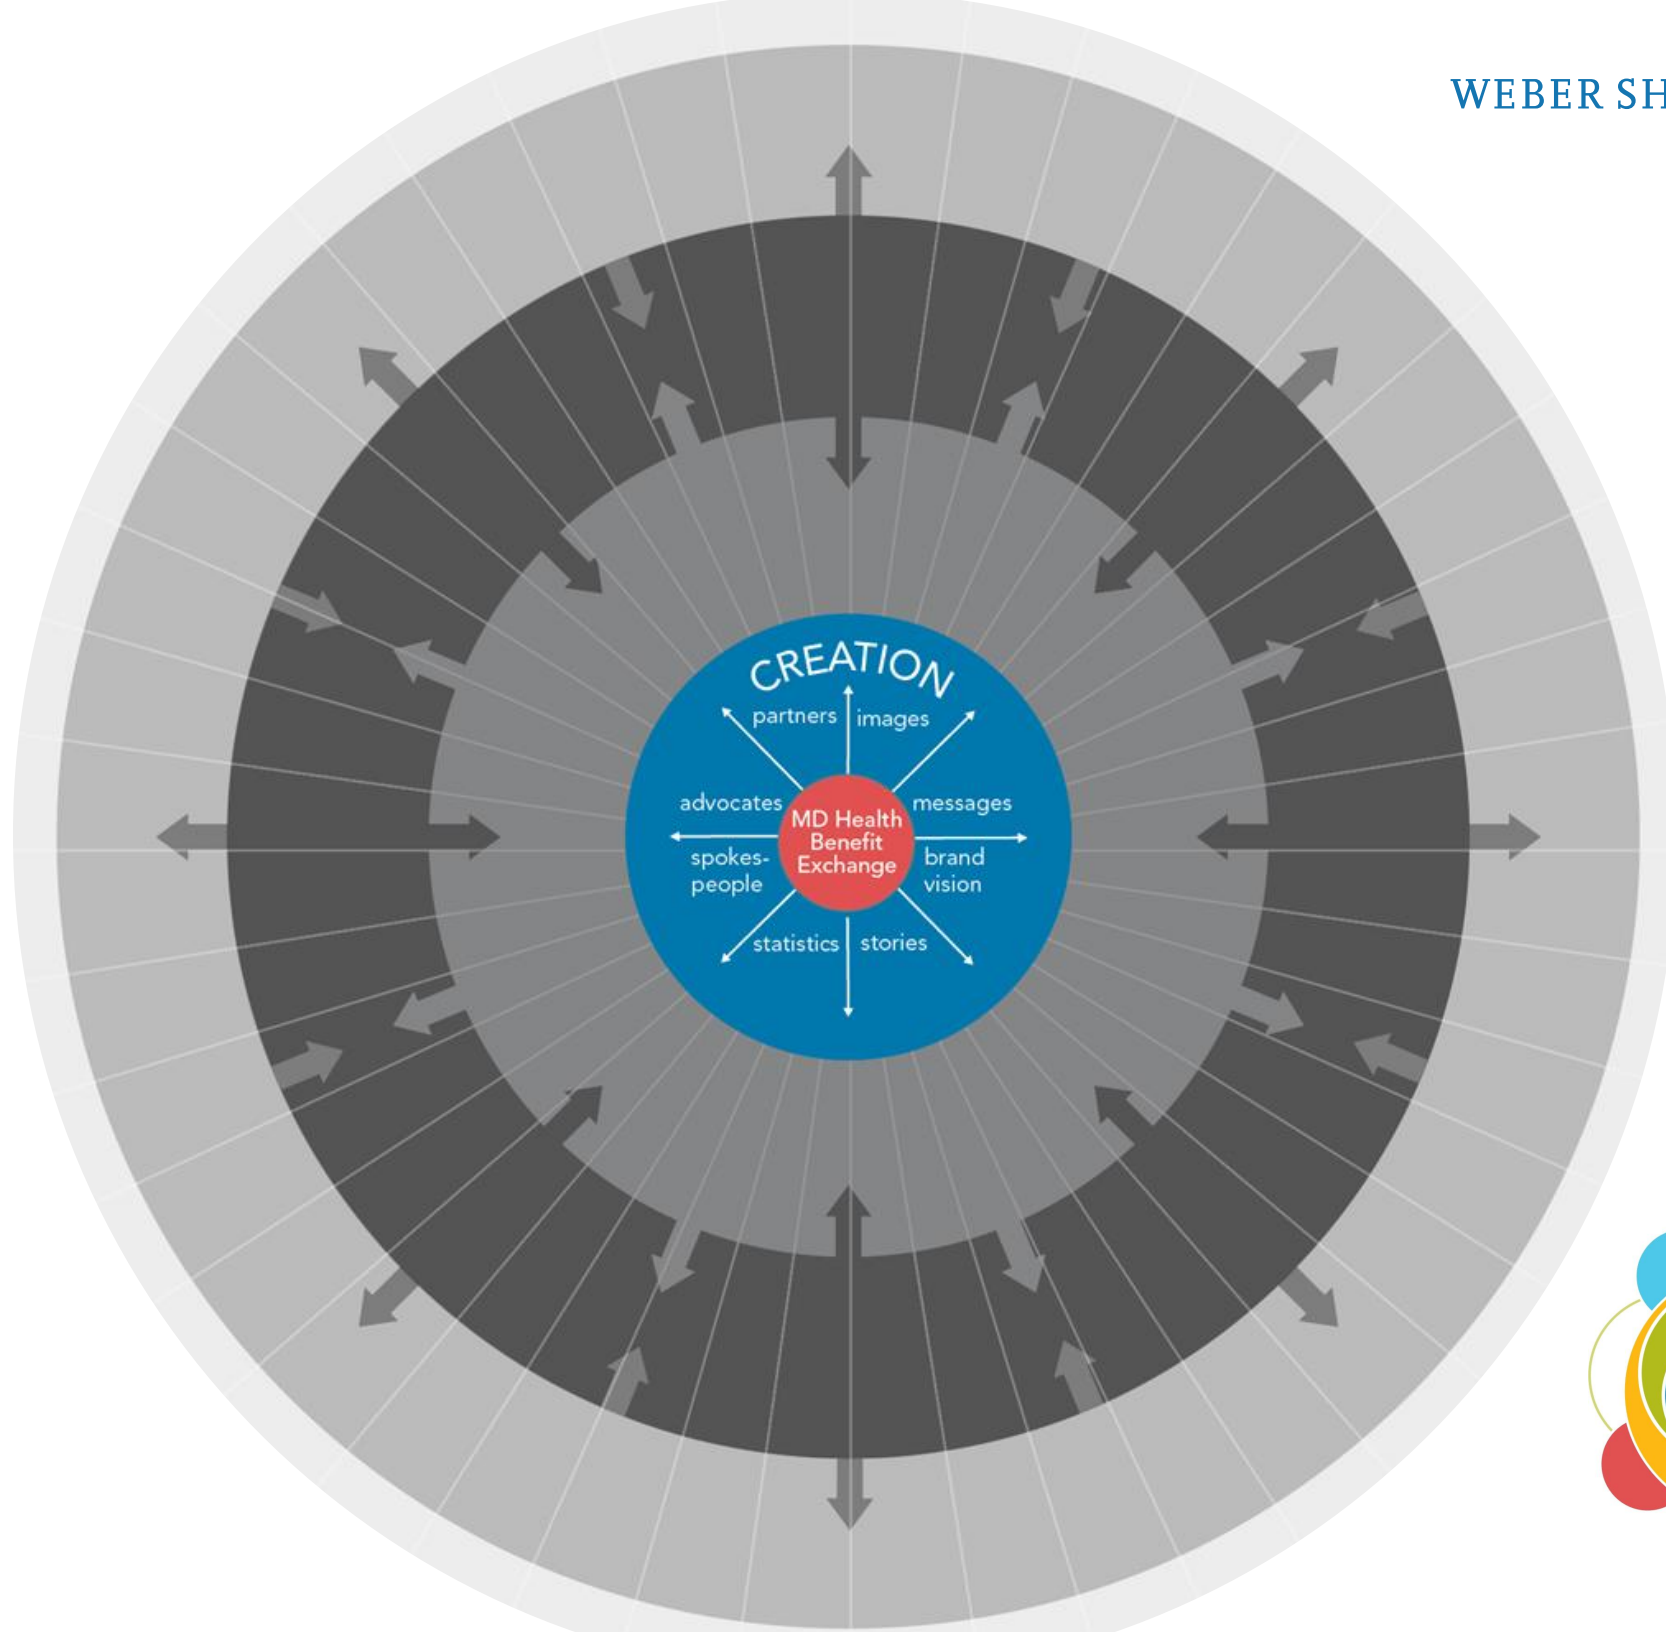 WEBER SH
CREATION
partners
images
advocates
messages
MD Health
Benefit
Exchange
spokes-
people
brand
vision
statistics
stories